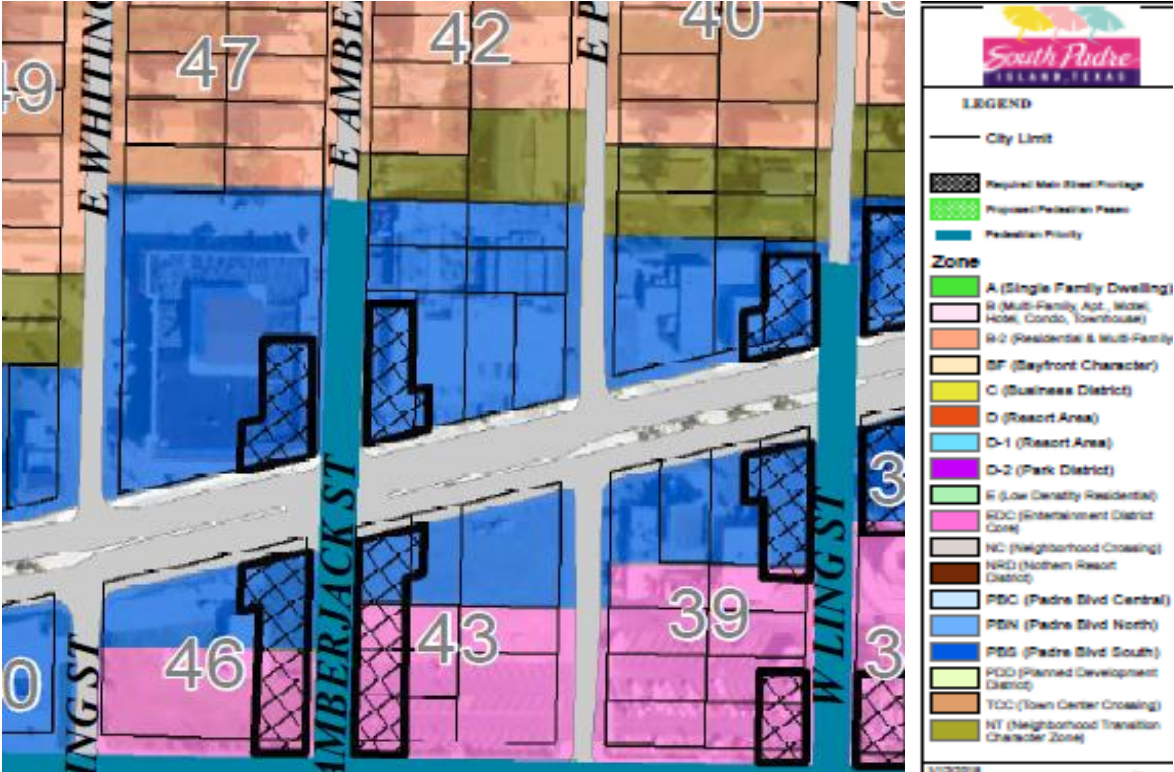 49
47
42
40
E WHITING
E AMBE
E P
46
43
39
3
3
0
INGST
AMBERJACK ST
W LING ST
South Padre
ISLAND, TEXAS
LEGEND
City Limit
Required Main Street Frontage
Proposed Pedestrian Paseo
Pedestrian Priority
Zone
A (Single Family Dwelling)
B (Multi-Family, Apt., Motel,
Hotel, Condo, Townhouse)
B-2 (Residential & Multi-Family
BF (Bayfront Character)
C (Business District)
D (Resort Area)
D-1 (Resort Area)
D-2 (Park District)
E (Low Density Residential)
EDC (Entertainment District
Core)
NC (Neighborhood Crossing)
NRD (Nothern Resort
District)
PBC (Padre Blvd Central)
PBN (Padre Blvd North)
PBS (Padre Blvd South)
PDD (Planned Development
District)
TCC (Town Center Crossing)
NT (Neighborhood Transition
Character Zone)